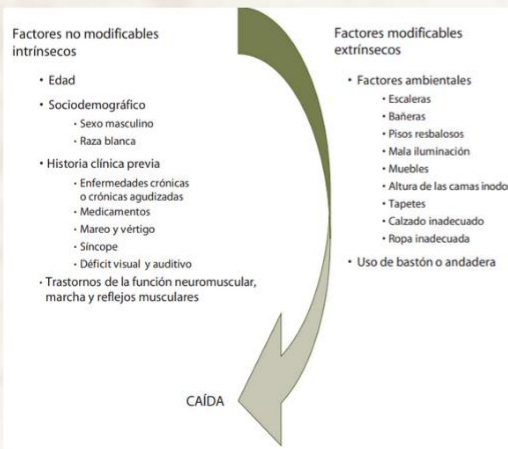 Factores no modificables
intrínsecos
• Edad
• Sociodemográfico
• Sexo masculino
• Raza blanca
• Historia clínica previa
• Enfermedades crónicas
o crónicas agudizadas
• Medicamentos
• Mareo y vértigo
• Síncope
• Déficit visual y auditivo
• Trastornos de la función neuromuscular,
marcha y reflejos musculares
Factores modificables
extrínsecos
• Factores ambientales
• Escaleras
• Bañeras
• Pisos resbalosos
• Mala iluminación
• Muebles
• Altura de las camas inodo
• Tapetes
• Calzado inadecuado
• Ropa inadecuada
• Uso de bastón o andadera
CAÍDA